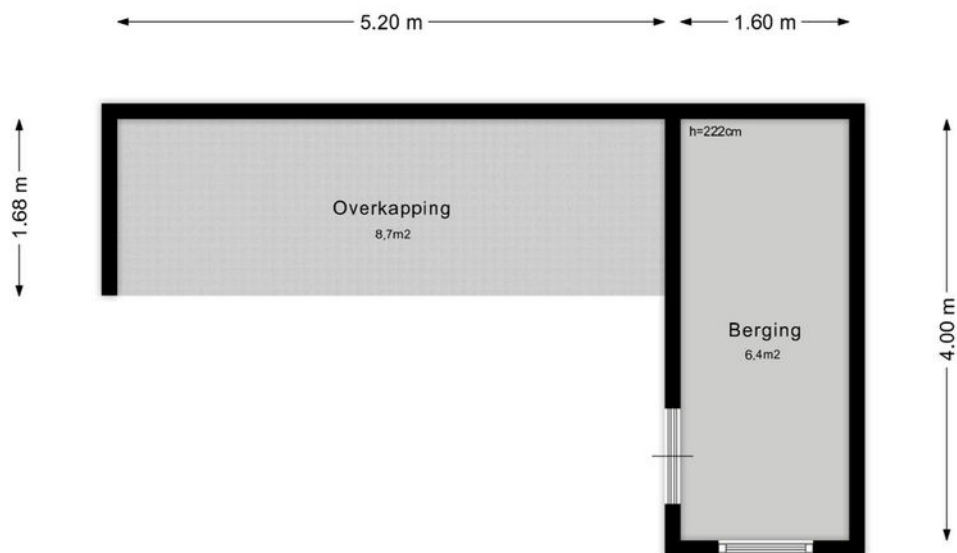 5.20 m
1.60 m
h=222cm
1.68 m
Overkapping
8,7m2
4.00 m
Berging
6,4m2